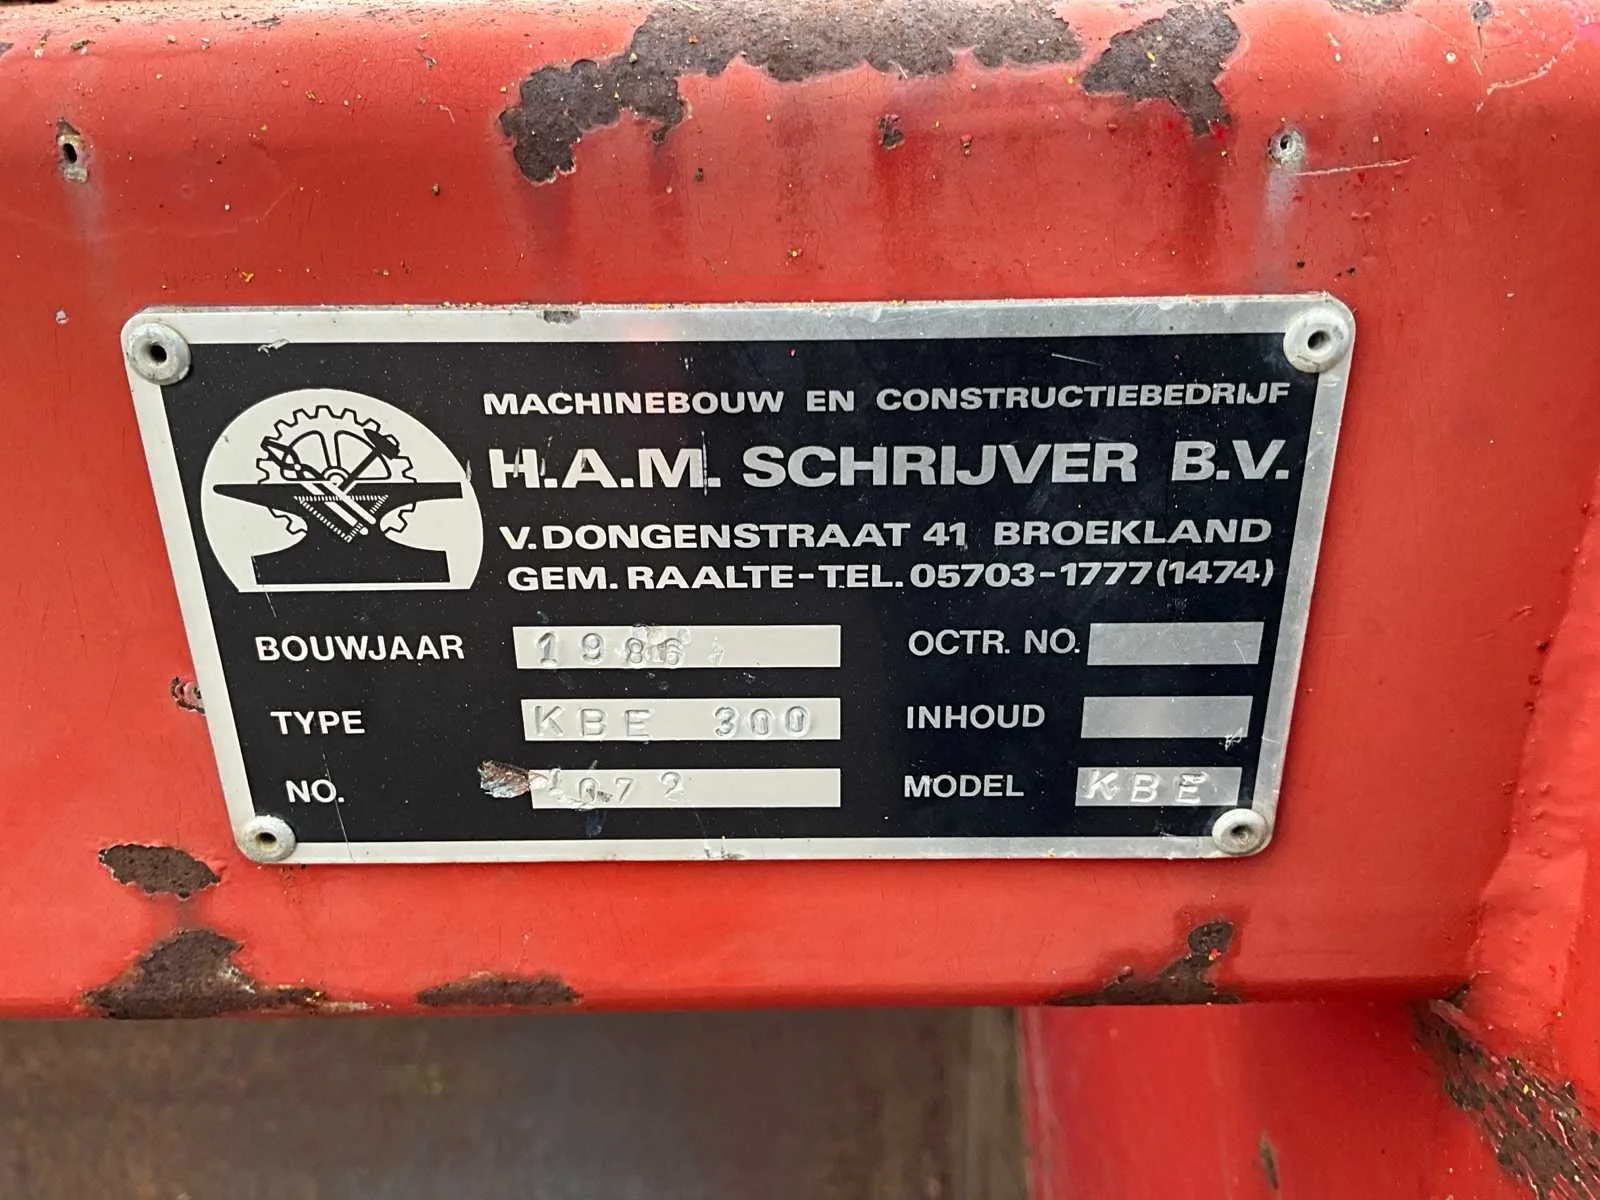 MACHINEBOUW EN CONSTRUCTIEBEDRIJF
H.A.M. SCHRIJVER B.V.
V. DONGENSTRAAT 41 BROEKLAND
GEM. RAALTE-TEL. 05703-1777 (1474)
BOUWJAAR 1986 OCTR. NO.
TYPE KBE 300 INHOUD
NO. 1072 MODEL KBE